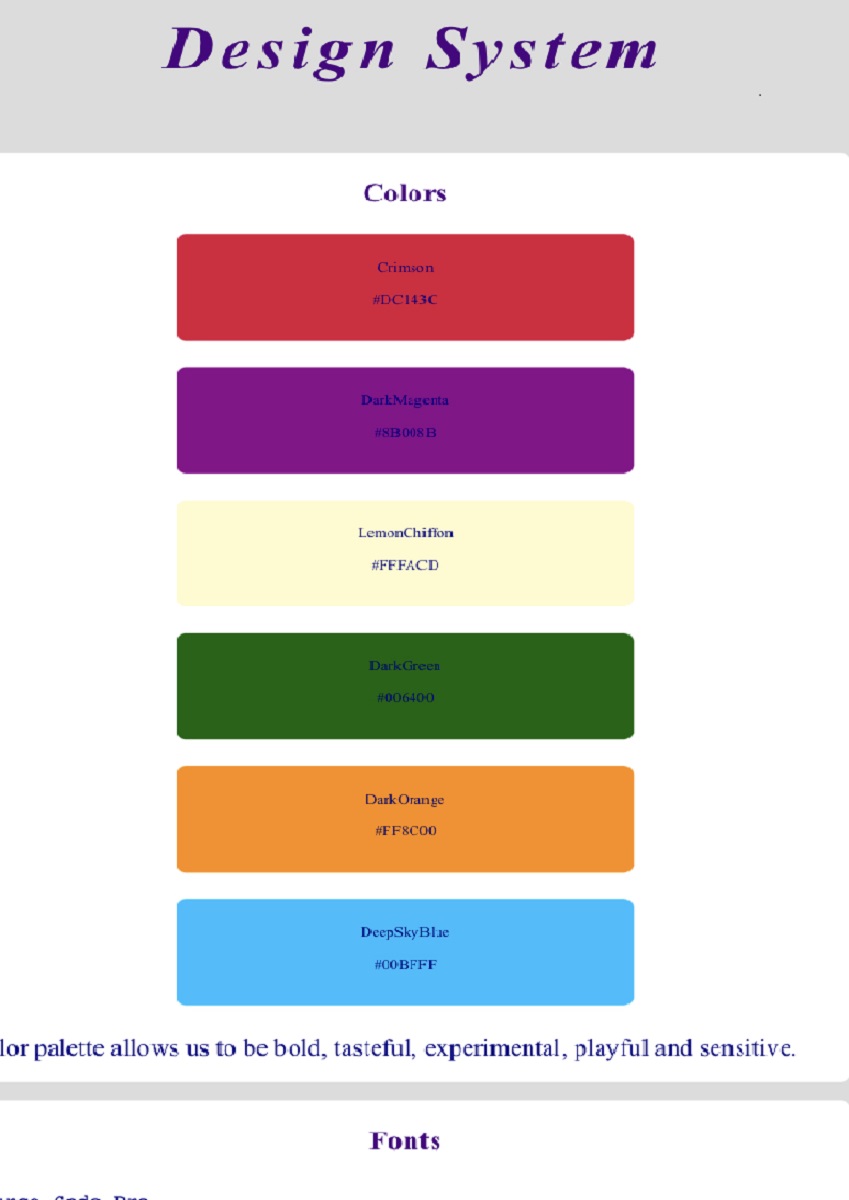 Design System
Colors
Crimson
#DC143C
DarkMagenta
#8B008B
LemonChiffon
#FFFACD
DarkGreen
#006400
DarkOrange
#FF8C00
DeepSkyBlue
#00BFFF
lor palette allows us to be bold, tasteful, experimental, playful and sensitive.
Fonts